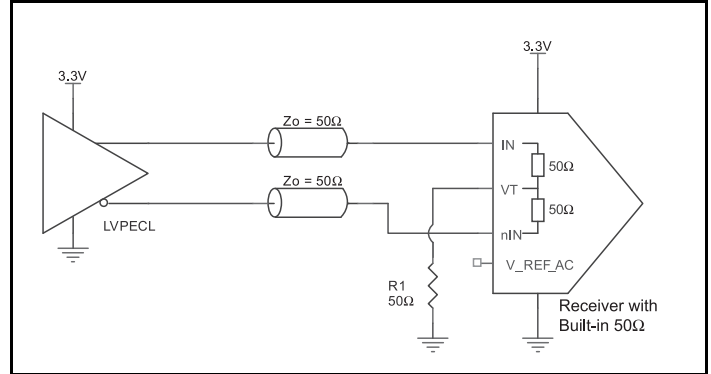 3.3V
3.3V
Zo = 50Ω
IN
50Ω
Zo = 50Ω
VT
50Ω
LVPECL
nIN
V_REF_AC
R1
50Ω
Receiver with
Built-in 50Ω